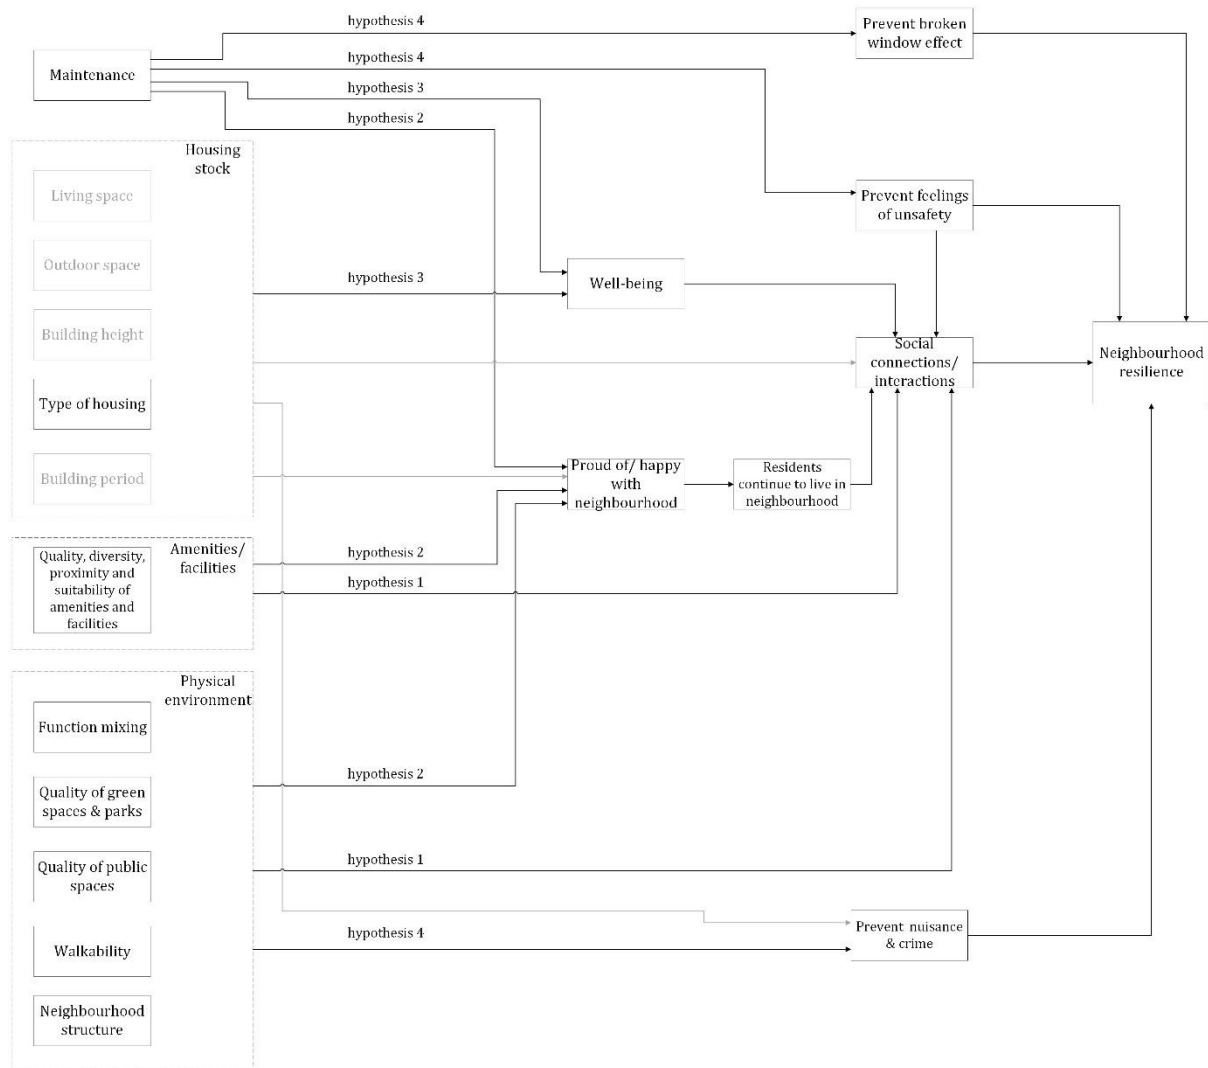 hypothesis 4
Prevent broken
window effect
Maintenance
hypothesis 4
hypothesis 3
hypothesis 2
Housing
stock
Living space
Prevent feelings
of unsafety
Outdoor space
hypothesis 3
Well-being
Building height
Social
connections/
interactions
Neighbourhood
resilience
Type of housing
Building period
Proud of/ happy
with
neighbourhood
Residents
continue to live in
neighbourhood
Amenities/
facilities
Quality, diversity,
proximity and
suitability of
amenities and
facilities
hypothesis 2
hypothesis 1
Physical
environment
Function mixing
hypothesis 2
Quality of green
spaces & parks
Quality of public
spaces
hypothesis 1
Walkability
hypothesis 4
Prevent nuisance
& crime
Neighbourhood
structure